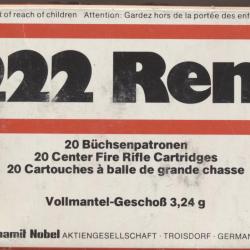 of reach of children • Attention: Gardez hors de la portée des enf
222 Rem
20 Büchsenpatronen
20 Center Fire Rifle Cartridges
20 Cartouches à balle de grande chasse
Vollmantel-Geschoß 3,24 g
namit Nobel AKTIENGESELLSCHAFT · TROISDORF · GERMAN